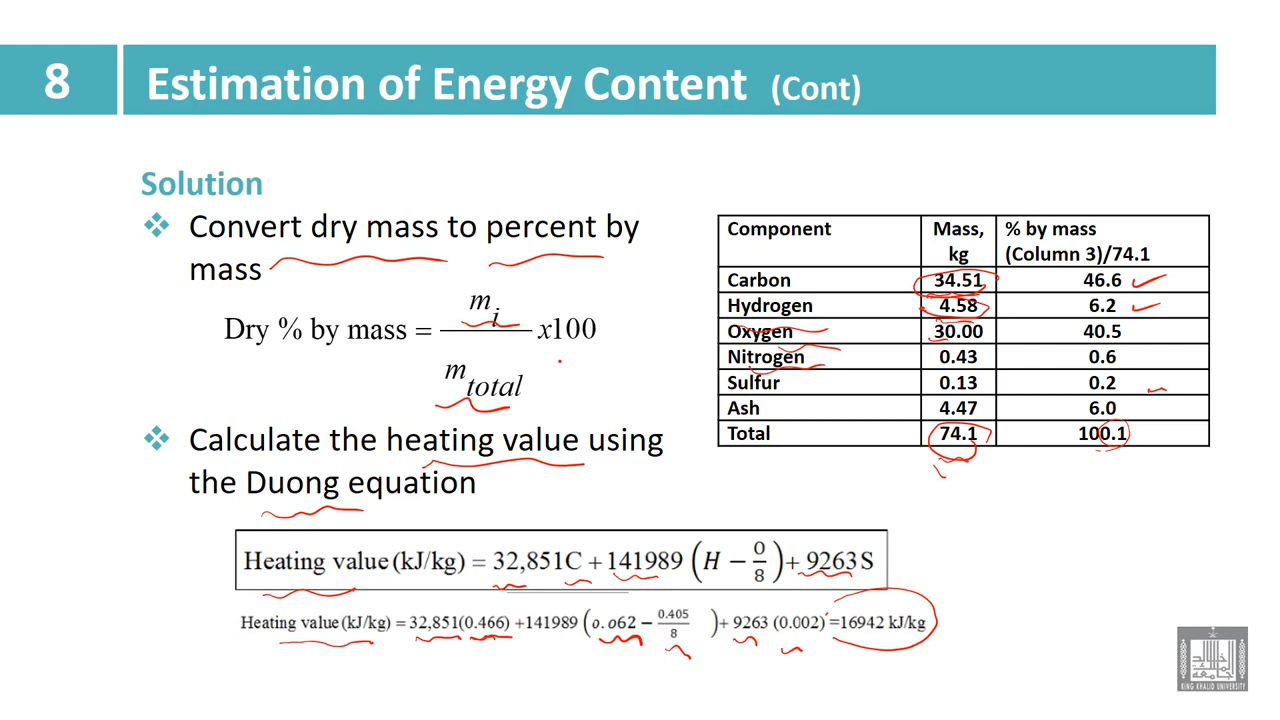 8
Estimation of Energy Content (Cont)
Solution
❖ Convert dry mass to percent by
mass
Dry % by mass = m_i / m_total x100
❖ Calculate the heating value using
the Duong equation
Component Mass, kg % by mass (Column 3)/74.1
Carbon 34.51 46.6
Hydrogen 4.58 6.2
Oxygen 30.00 40.5
Nitrogen 0.43 0.6
Sulfur 0.13 0.2
Ash 4.47 6.0
Total 74.1 100.1
Heating value (kJ/kg) = 32,851C + 141989 (H − O/8) + 9263S
Heating value (kJ/kg) = 32,851(0.466) +141989 (0.062 − 0.405/8) + 9263 (0.002) =16942 kJ/kg
KING KHALID UNIVERSITY